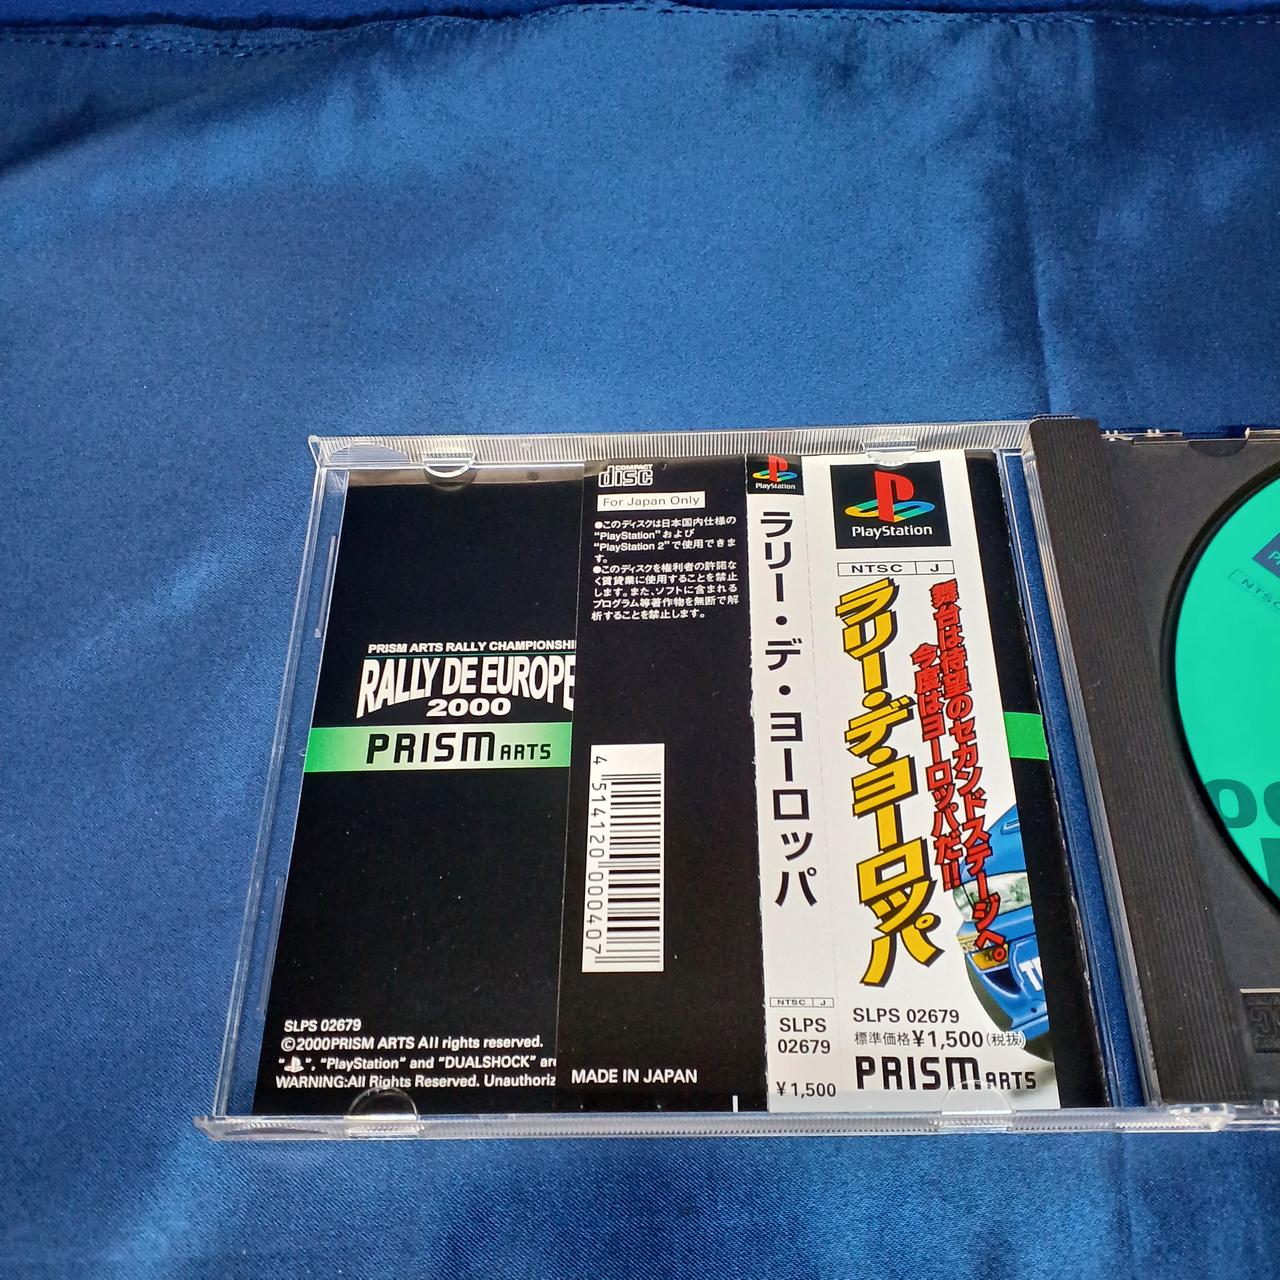 PRISM ARTS RALLY CHAMPIONSHI
RALLY DE EUROPE
2000
PRISM ARTS
SLPS 02679
©2000PRISM ARTS All rights reserved.
" ", "PlayStation" and "DUALSHOCK" are
WARNING:All Rights Reserved. Unauthoriz
COMPACT
disc
For Japan Only
●このディスクは日本国内仕様の
"PlayStation"および
"PlayStation 2"で使用できま
す。
●このディスクを権利者の許諾な
く賃貸業に使用することを禁止
します。また、ソフトに含まれる
プログラム等著作物を無断で解
析することを禁止します。
4 514120 000407
MADE IN JAPAN
PlayStation
ラリー・デ・ヨーロッパ
NTSC J
SLPS
02679
¥1,500
PlayStation
NTSC J
舞台は待望のセカンドステージへ。
今度はヨーロッパだ!!
ラリー・デ・ヨーロッパ
SLPS 02679
標準価格¥1,500(税抜)
PRISM ARTS
NTSC